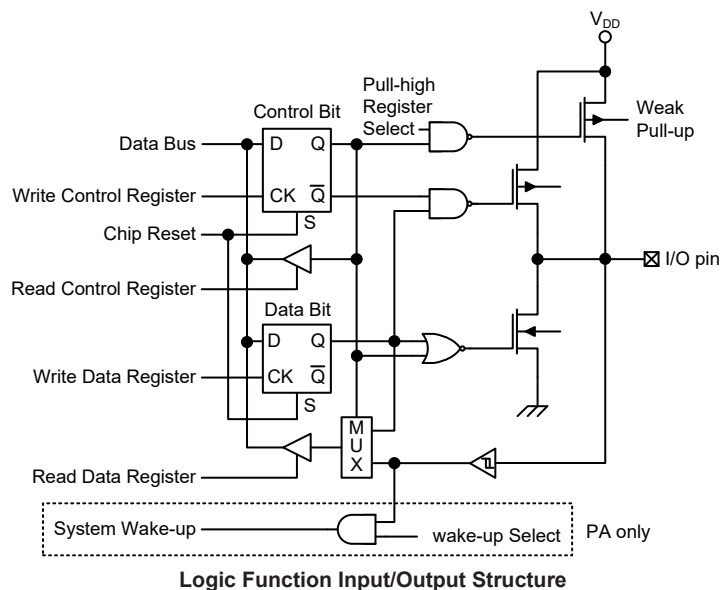 VDD
Pull-high
Register
Select
Weak
Pull-up
Control Bit
Data Bus
D
Q
Write Control Register
CK
Q
S
Chip Reset
I/O pin
Read Control Register
Data Bit
D
Q
Write Data Register
CK
Q
S
M
U
X
Read Data Register
System Wake-up
wake-up Select
PA only
Logic Function Input/Output Structure